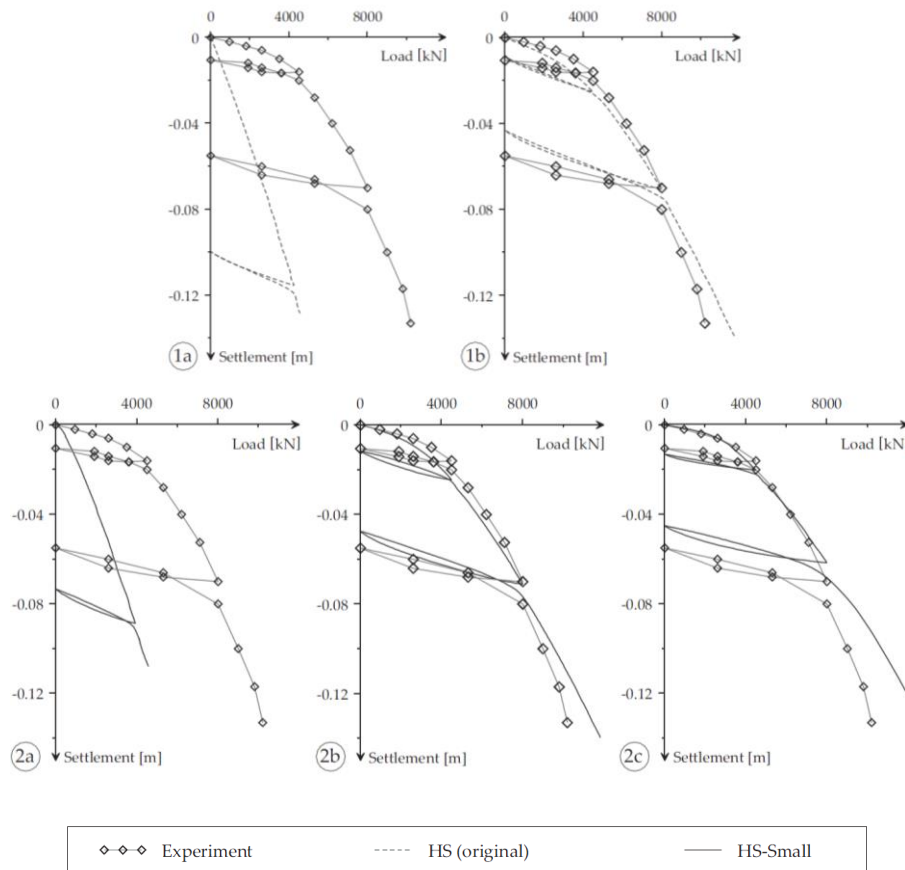 0 4000 8000
0 4000 8000
0
Load [kN]
0
Load [kN]
-0.04
-0.04
-0.08
-0.08
-0.12
-0.12
1a
Settlement [m]
1b
Settlement [m]
0 4000 8000
0 4000 8000
0 4000 8000
0
Load [kN]
0
Load [kN]
0
Load [kN]
-0.04
-0.04
-0.04
-0.08
-0.08
-0.08
-0.12
-0.12
-0.12
2a
Settlement [m]
2b
Settlement [m]
2c
Settlement [m]
Experiment HS (original) HS-Small